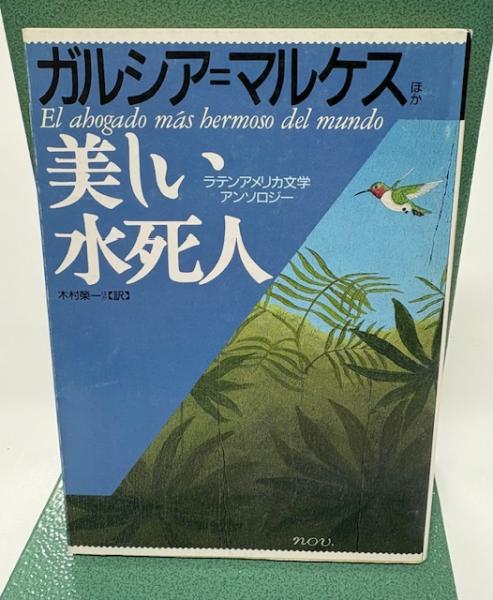 ガルシア=マルケスほか
El ahogado más hermoso del mundo
美しい
水死人
ラテンアメリカ文学
アンソロジー
木村榮一ほか【訳】
nov.